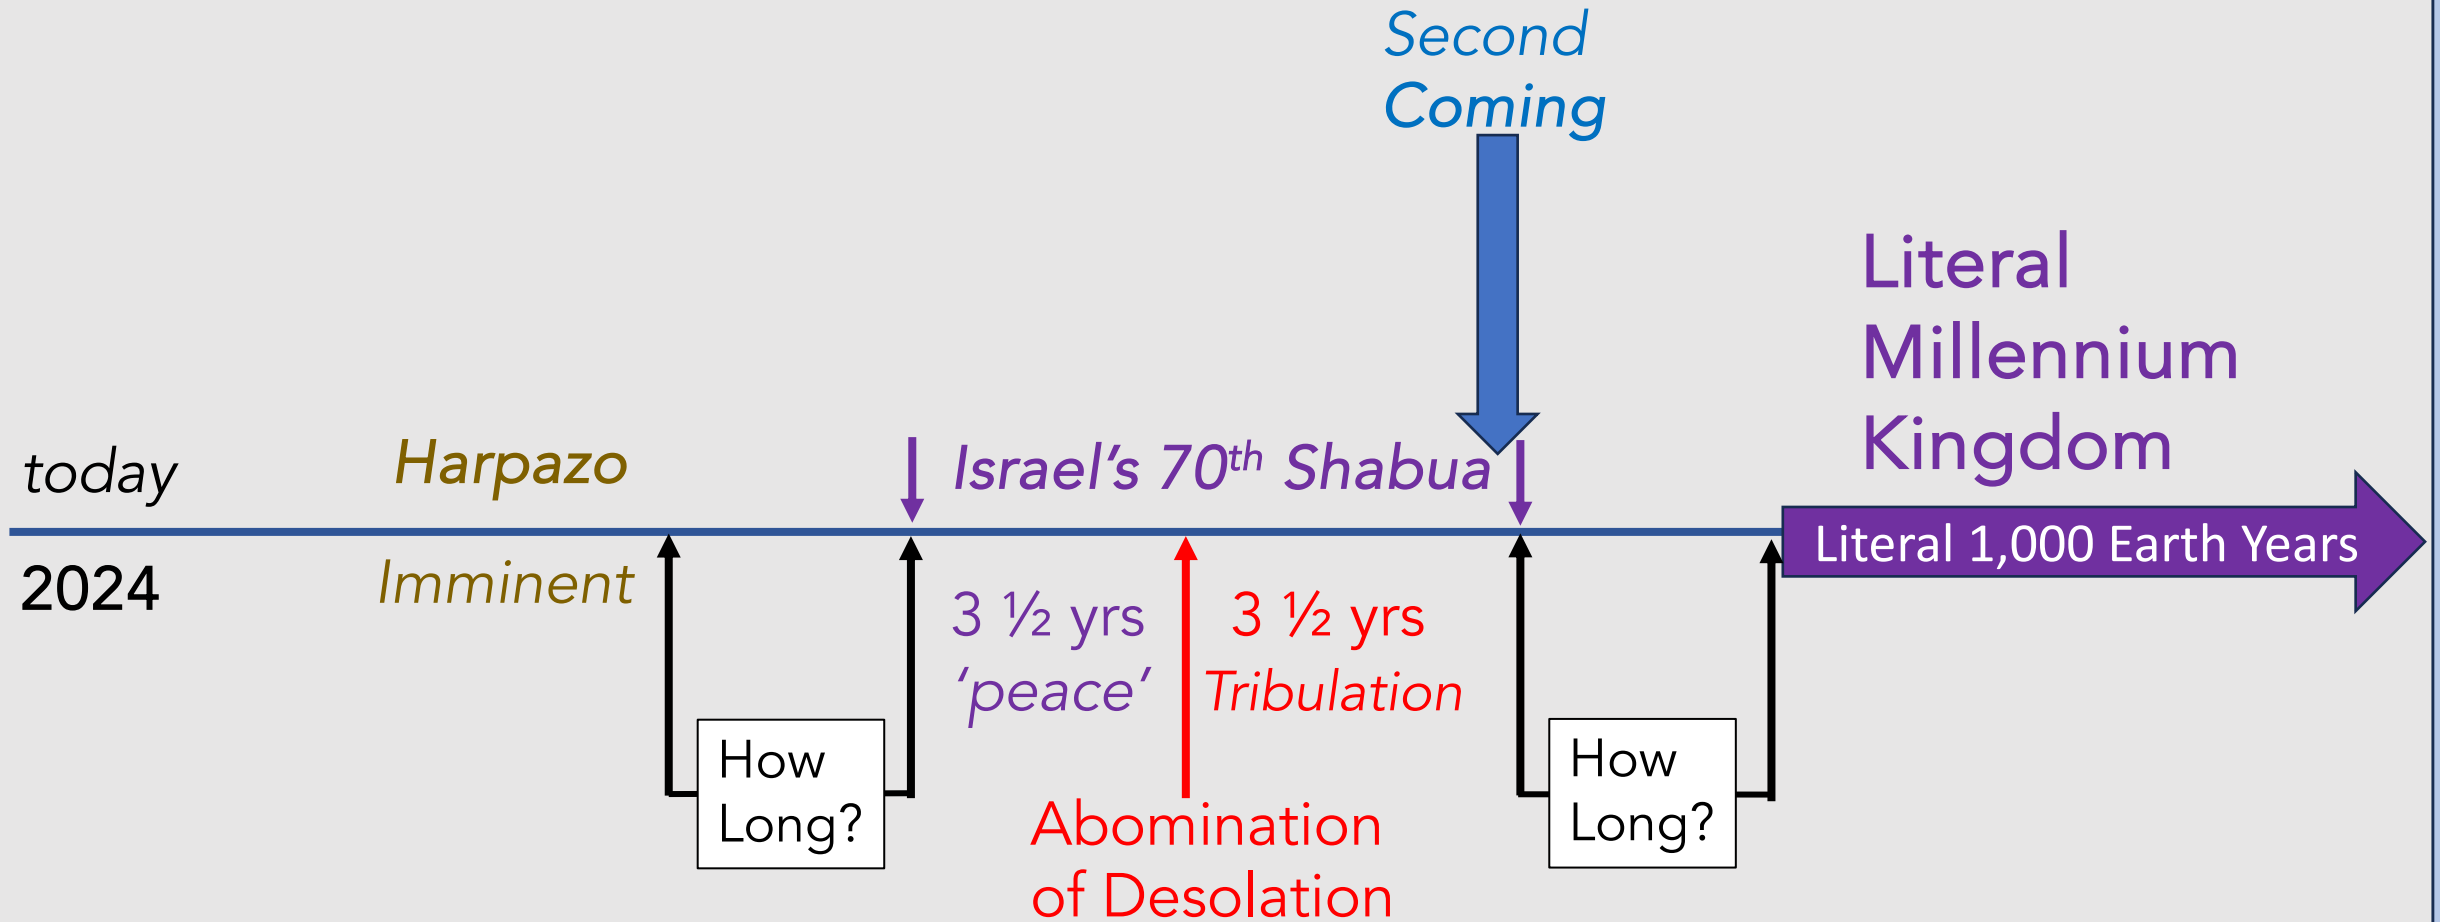 Second
Coming
Literal
Millennium
Kingdom
today
Harpazo
Israel’s 70th Shabua
2024
Imminent
Literal 1,000 Earth Years
3 ½ yrs
‘peace’
3 ½ yrs
Tribulation
How
Long?
How
Long?
Abomination
of Desolation